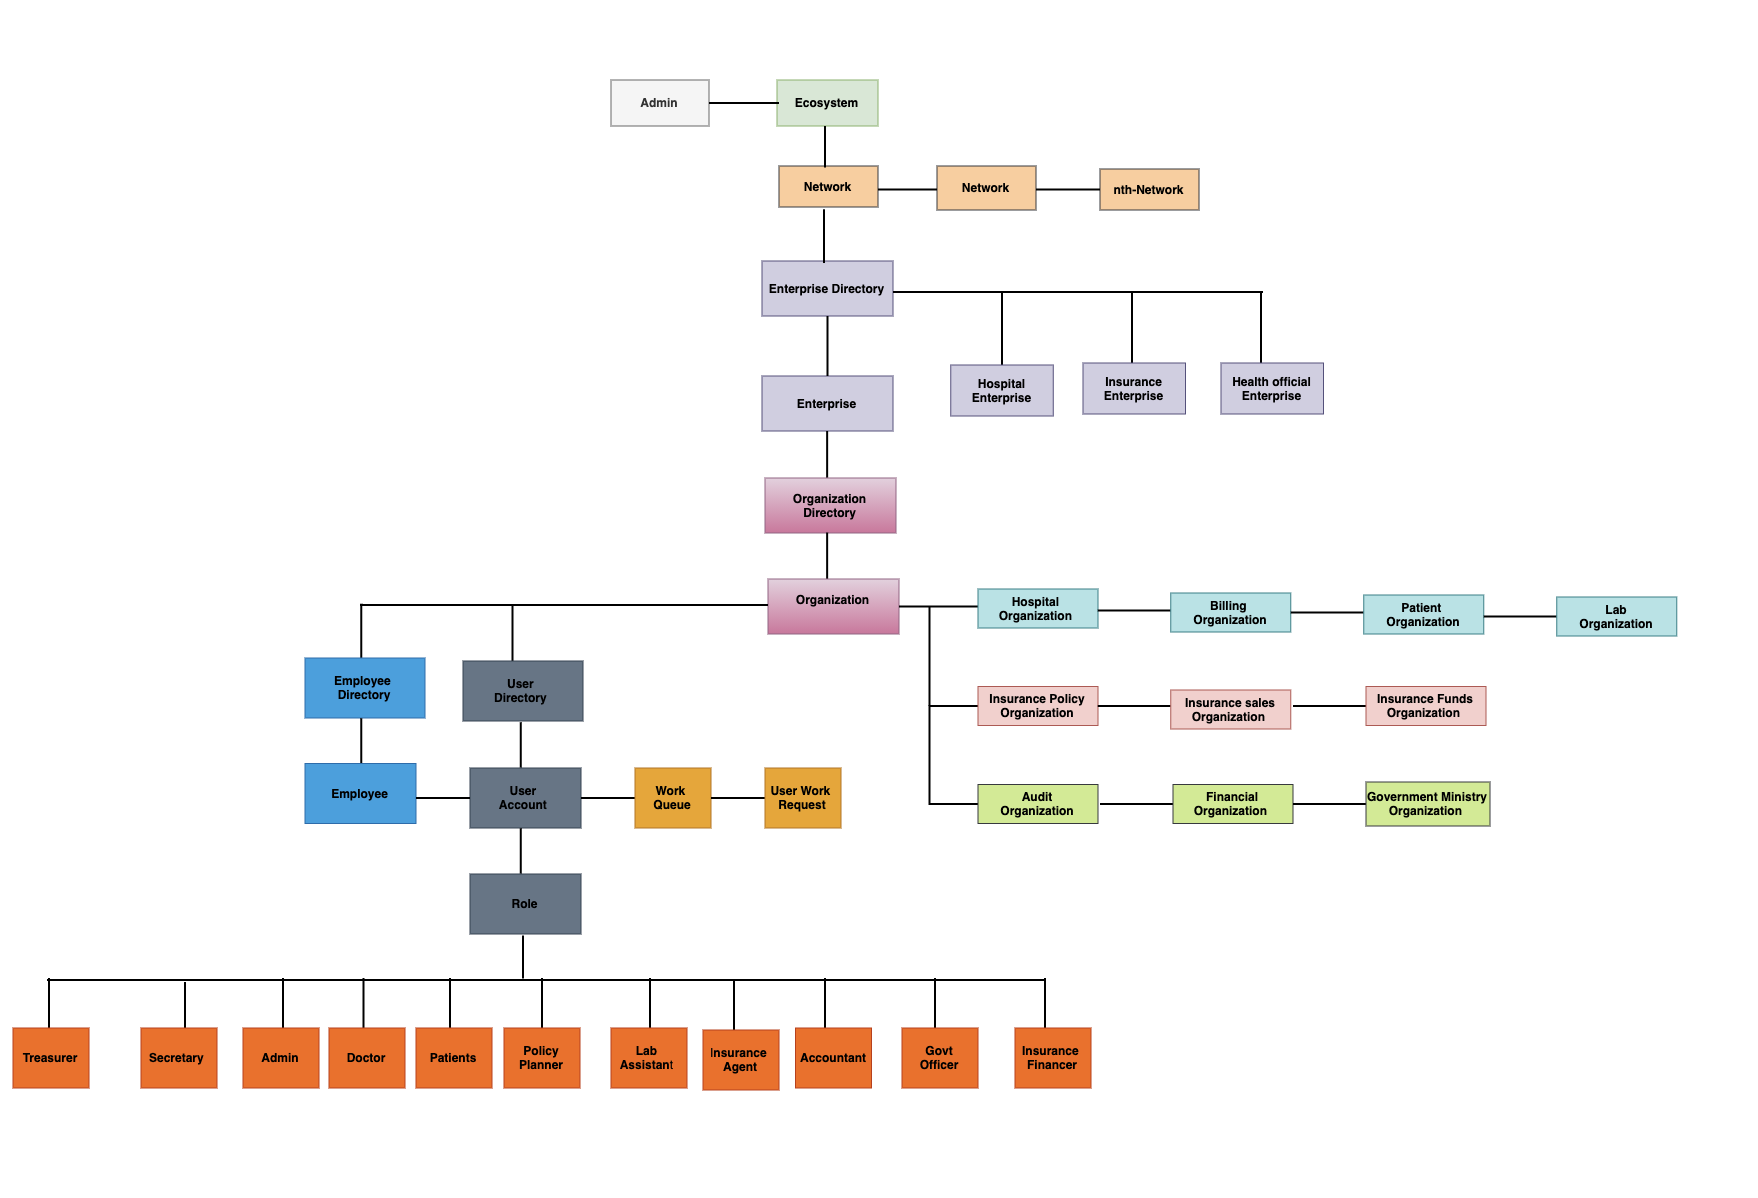 Admin
Ecosystem
Network
Network
nth-Network
Enterprise Directory
Hospital
Enterprise
Insurance
Enterprise
Health official
Enterprise
Enterprise
Organization
Directory
Organization
Hospital
Organization
Billing
Organization
Patient
Organization
Lab
Organization
Employee
Directory
User
Directory
Insurance Policy
Organization
Insurance sales
Organization
Insurance Funds
Organization
Employee
User
Account
Work
Queue
User Work
Request
Audit
Organization
Financial
Organization
Government Ministry
Organization
Role
Treasurer
Secretary
Admin
Doctor
Patients
Policy
Planner
Lab
Assistant
Insurance
Agent
Accountant
Govt
Officer
Insurance
Financer